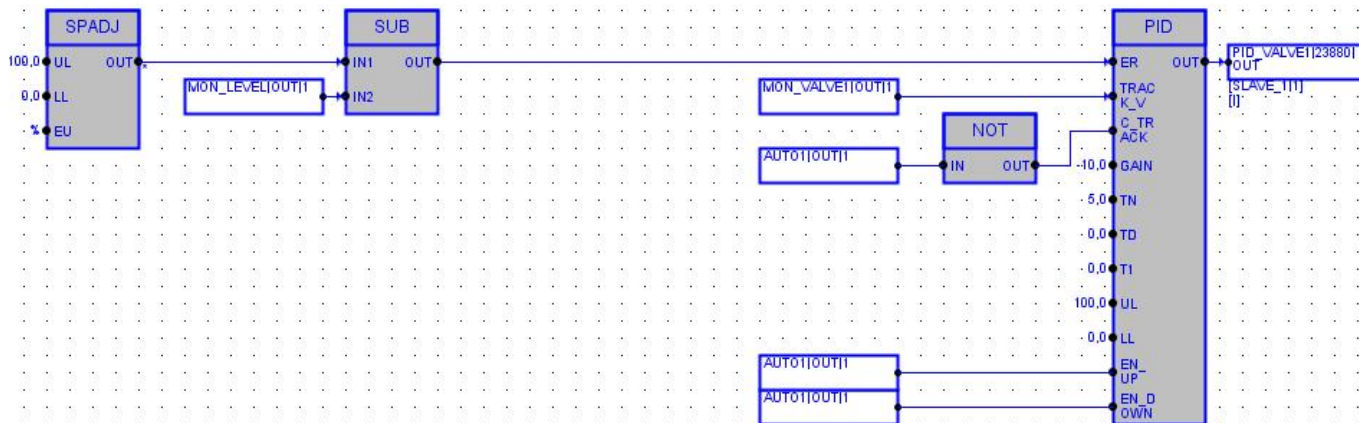 SPADJ
SUB
PID
100,0 UL OUT
IN1 OUT
ER OUT
PID_VALVE1|23880|
OUT
[SLAVE_1|1]
[I]
0,0 LL
MON_LEVEL|OUT|1
IN2
MON_VALVE1|OUT|1
TRAC
K_V
% EU
NOT
C_TR
ACK
AUTO1|OUT|1
IN OUT
-10,0 GAIN
5,0 TN
0,0 TD
0,0 T1
100,0 UL
0,0 LL
AUTO1|OUT|1
EN_
UP
AUTO1|OUT|1
EN_D
OWN